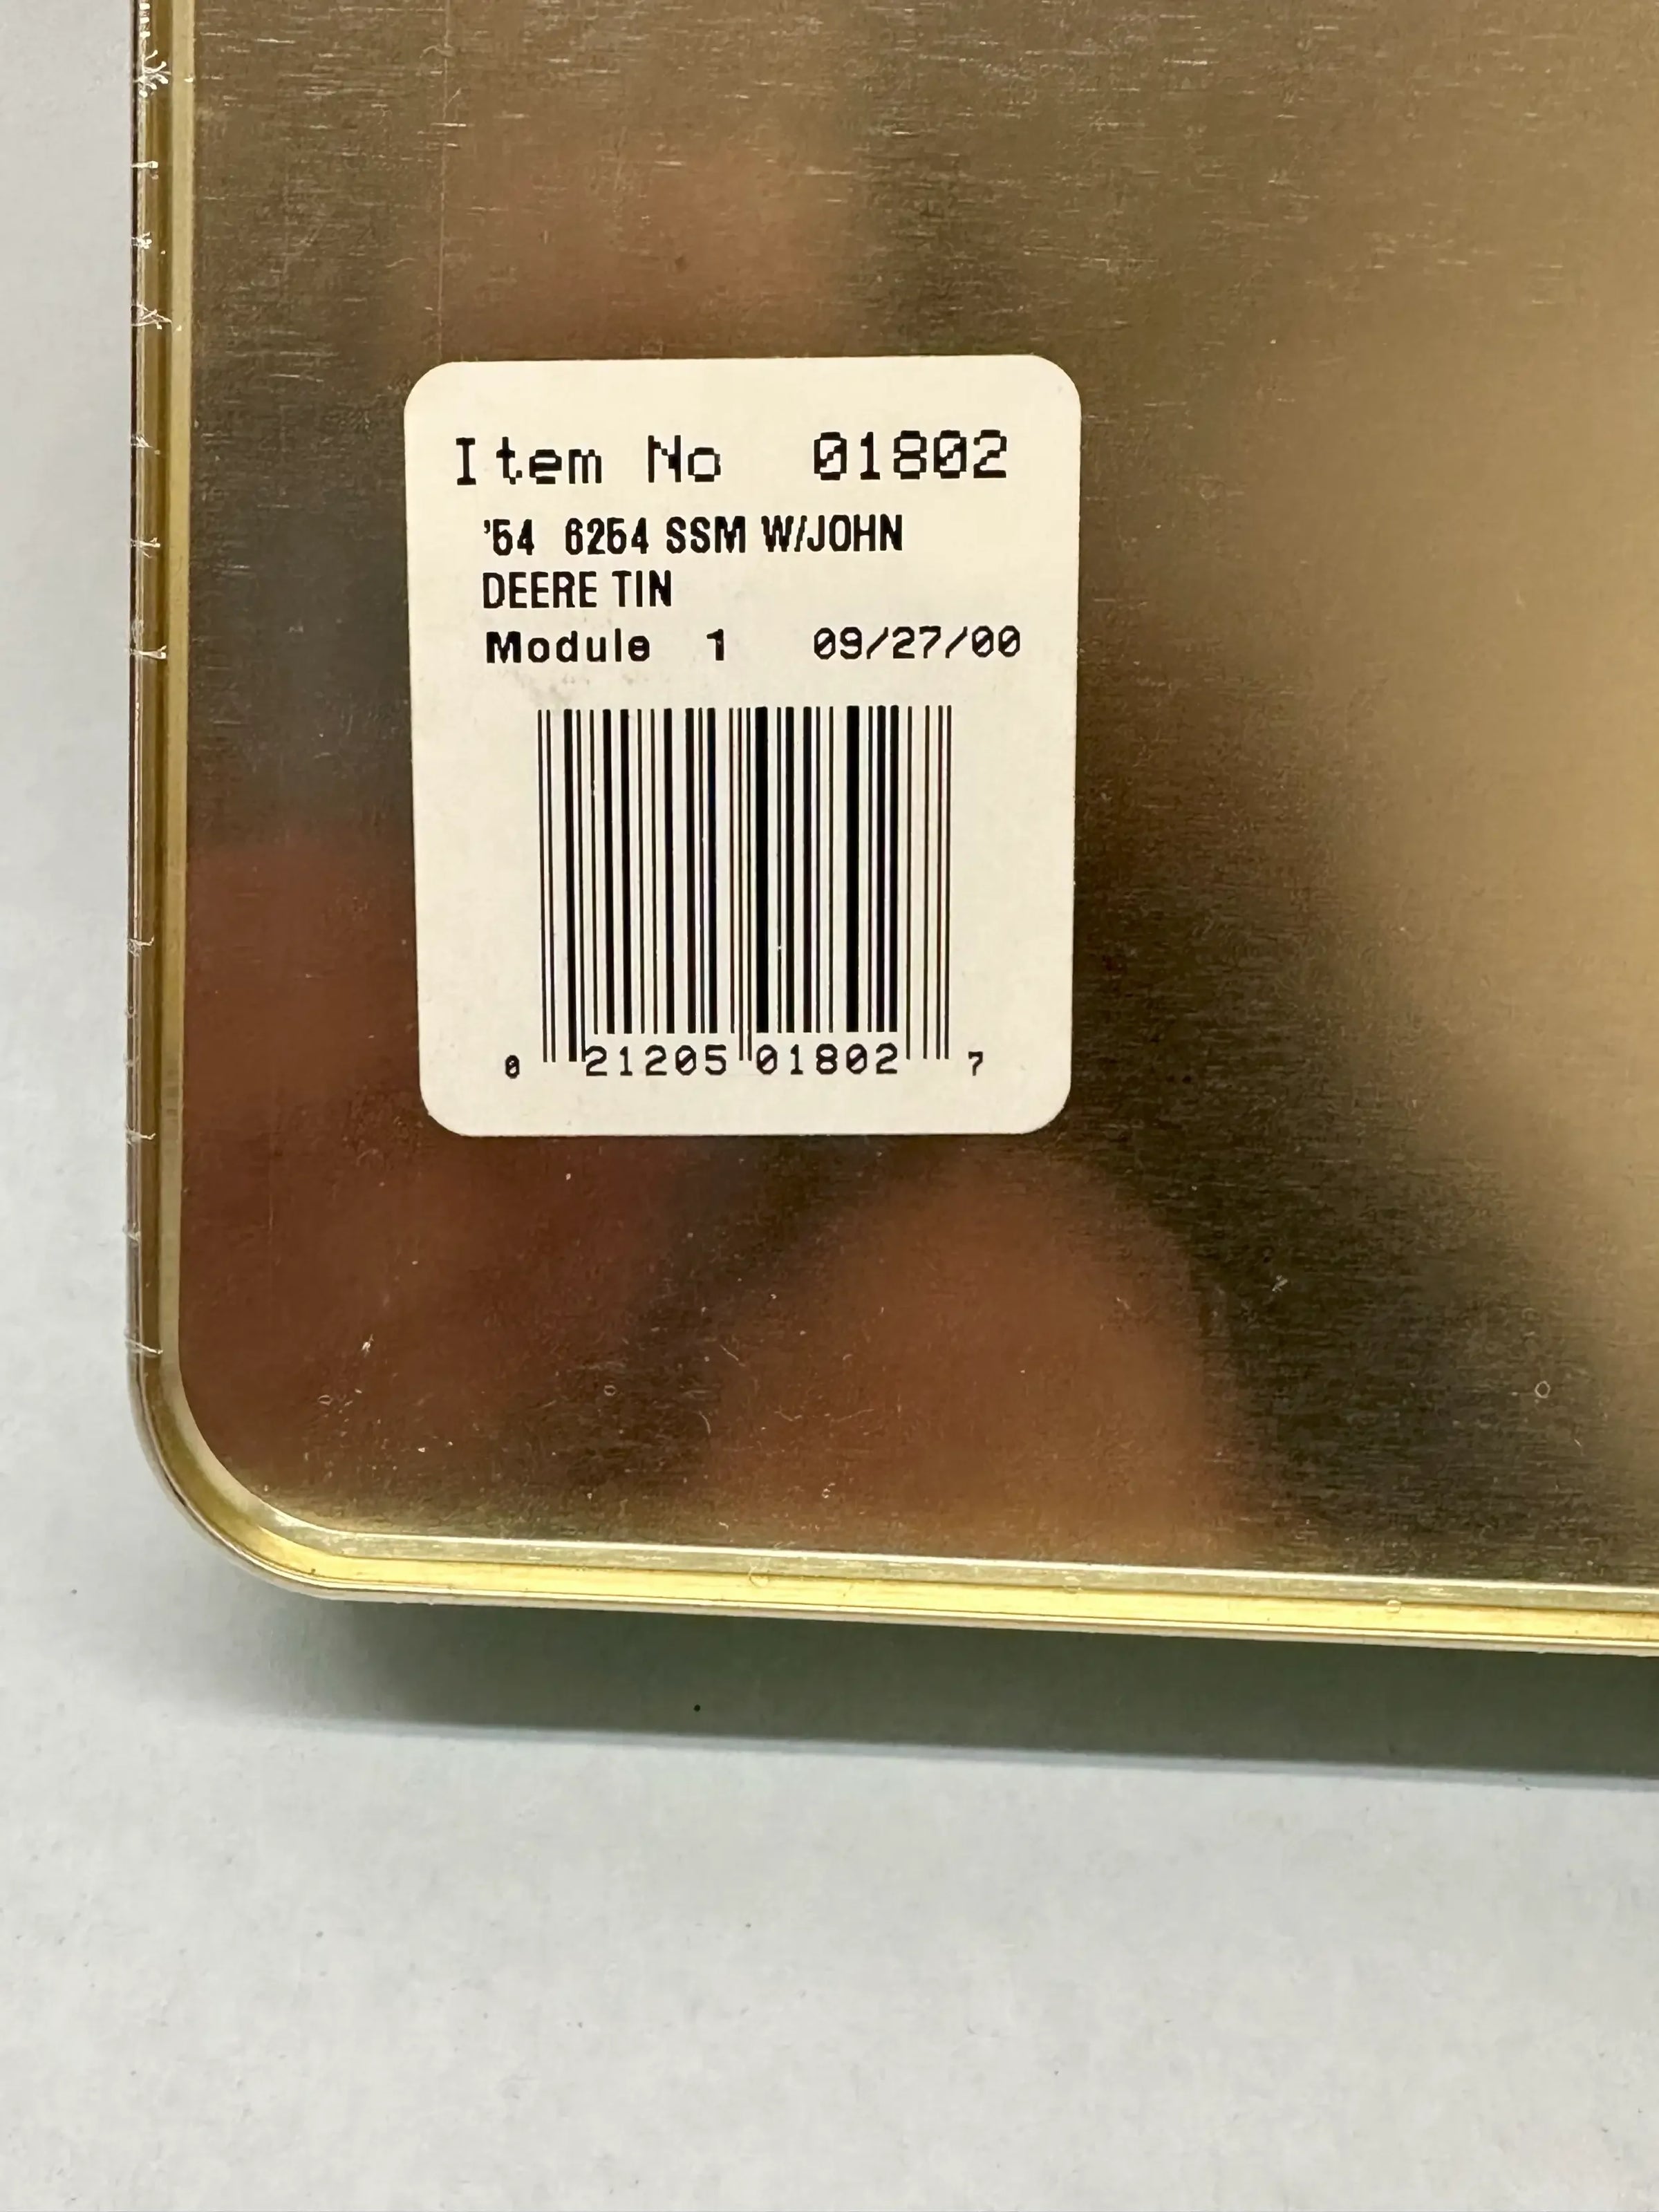 Item No 01802
'54 6254 SSM W/JOHN
DEERE TIN
Module 1 09/27/00
0 21205 01802 7